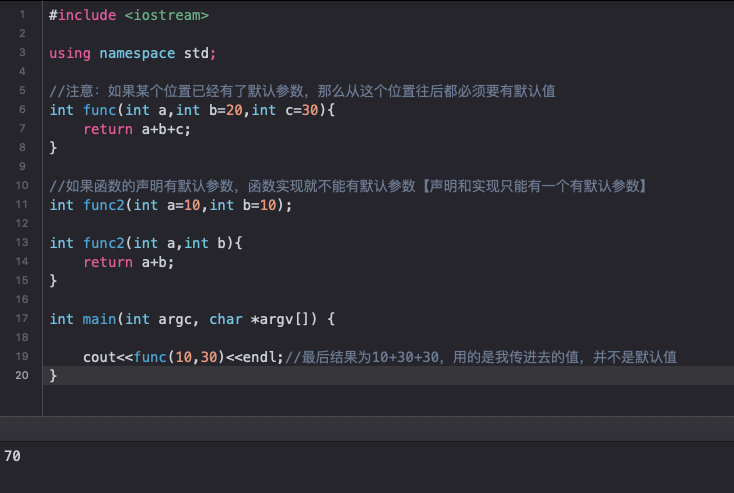 1 #include <iostream>
2
3 using namespace std;
4
5 //注意：如果某个位置已经有了默认参数，那么从这个位置往后都必须要有默认值
6 int func(int a,int b=20,int c=30){
7     return a+b+c;
8 }
9
10 //如果函数的声明有默认参数，函数实现就不能有默认参数【声明和实现只能有一个有默认参数】
11 int func2(int a=10,int b=10);
12
13 int func2(int a,int b){
14     return a+b;
15 }
16
17 int main(int argc, char *argv[]) {
18
19     cout<<func(10,30)<<endl;//最后结果为10+30+30，用的是我传进去的值，并不是默认值
20 }
70